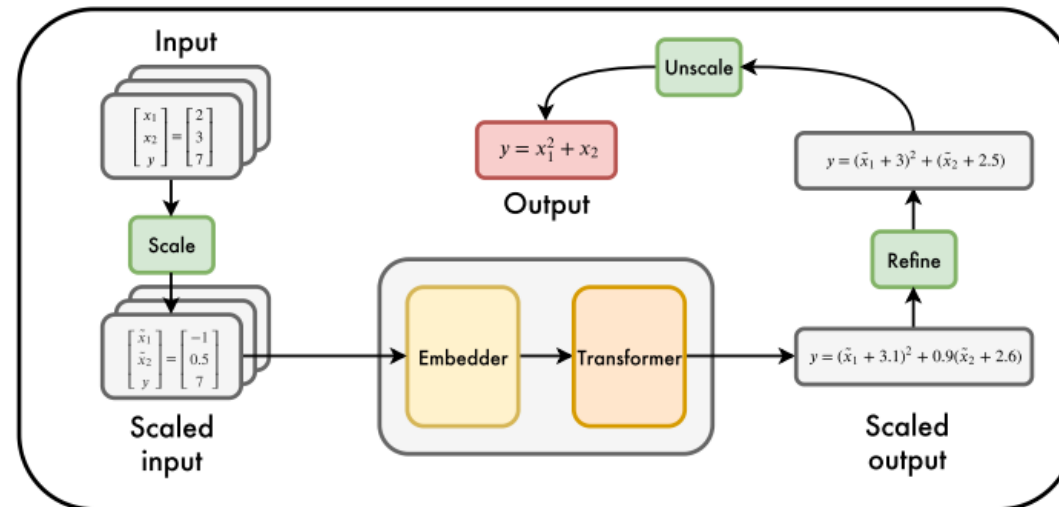 Input
[x₁ x₂ y] = [2 3 7]
Scale
[x̃₁ x̃₂ y] = [−1 0.5 7]
Scaled
input
Embedder
Transformer
y = (x̃₁ + 3.1)² + 0.9(x̃₂ + 2.6)
Scaled
output
Refine
y = (x̃₁ + 3)² + (x̃₂ + 2.5)
Unscale
y = x₁² + x₂
Output